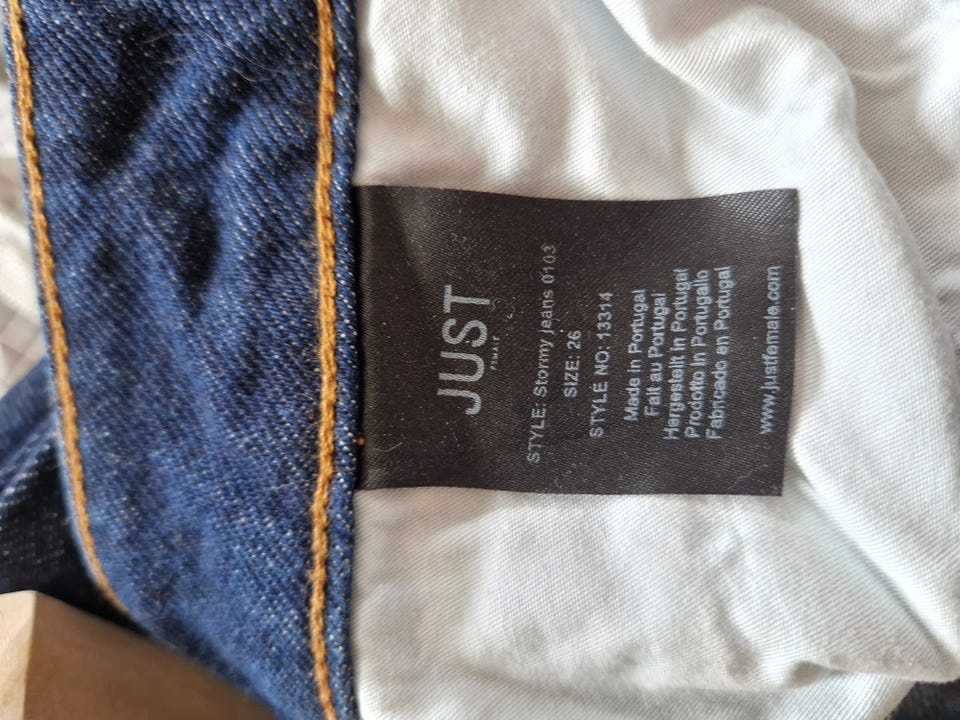 JUST
FEMALE
STYLE: Stormy jeans 0103
SIZE: 26
STYLE NO: 13314
Made in Portugal
Fait au Portugal
Hergestellt in Portugal
Prodotto in Portugallo
Fabricado en Portugal
www.justfemale.com